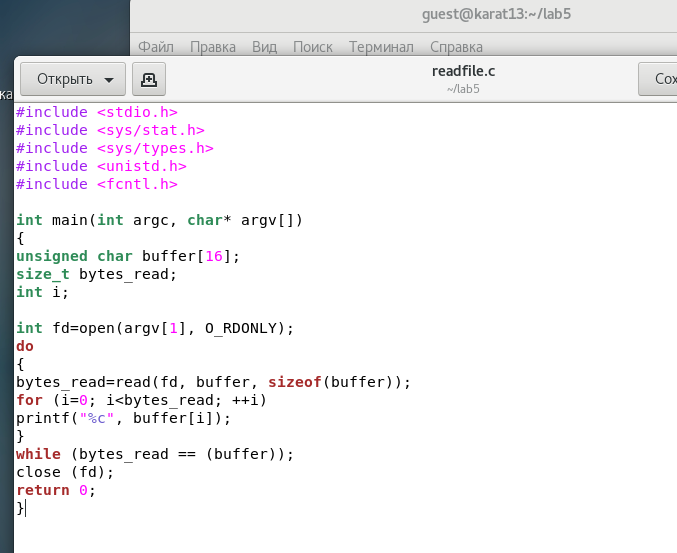 guest@karat13:~/lab5
Файл Правка Вид Поиск Терминал Справка
Открыть
readfile.c
~/lab5
Сох
ка
#include <stdio.h>
#include <sys/stat.h>
#include <sys/types.h>
#include <unistd.h>
#include <fcntl.h>
int main(int argc, char* argv[])
{
unsigned char buffer[16];
size_t bytes_read;
int i;
int fd=open(argv[1], O_RDONLY);
do
{
bytes_read=read(fd, buffer, sizeof(buffer));
for (i=0; i<bytes_read; ++i)
printf("%c", buffer[i]);
}
while (bytes_read == (buffer));
close (fd);
return 0;
}